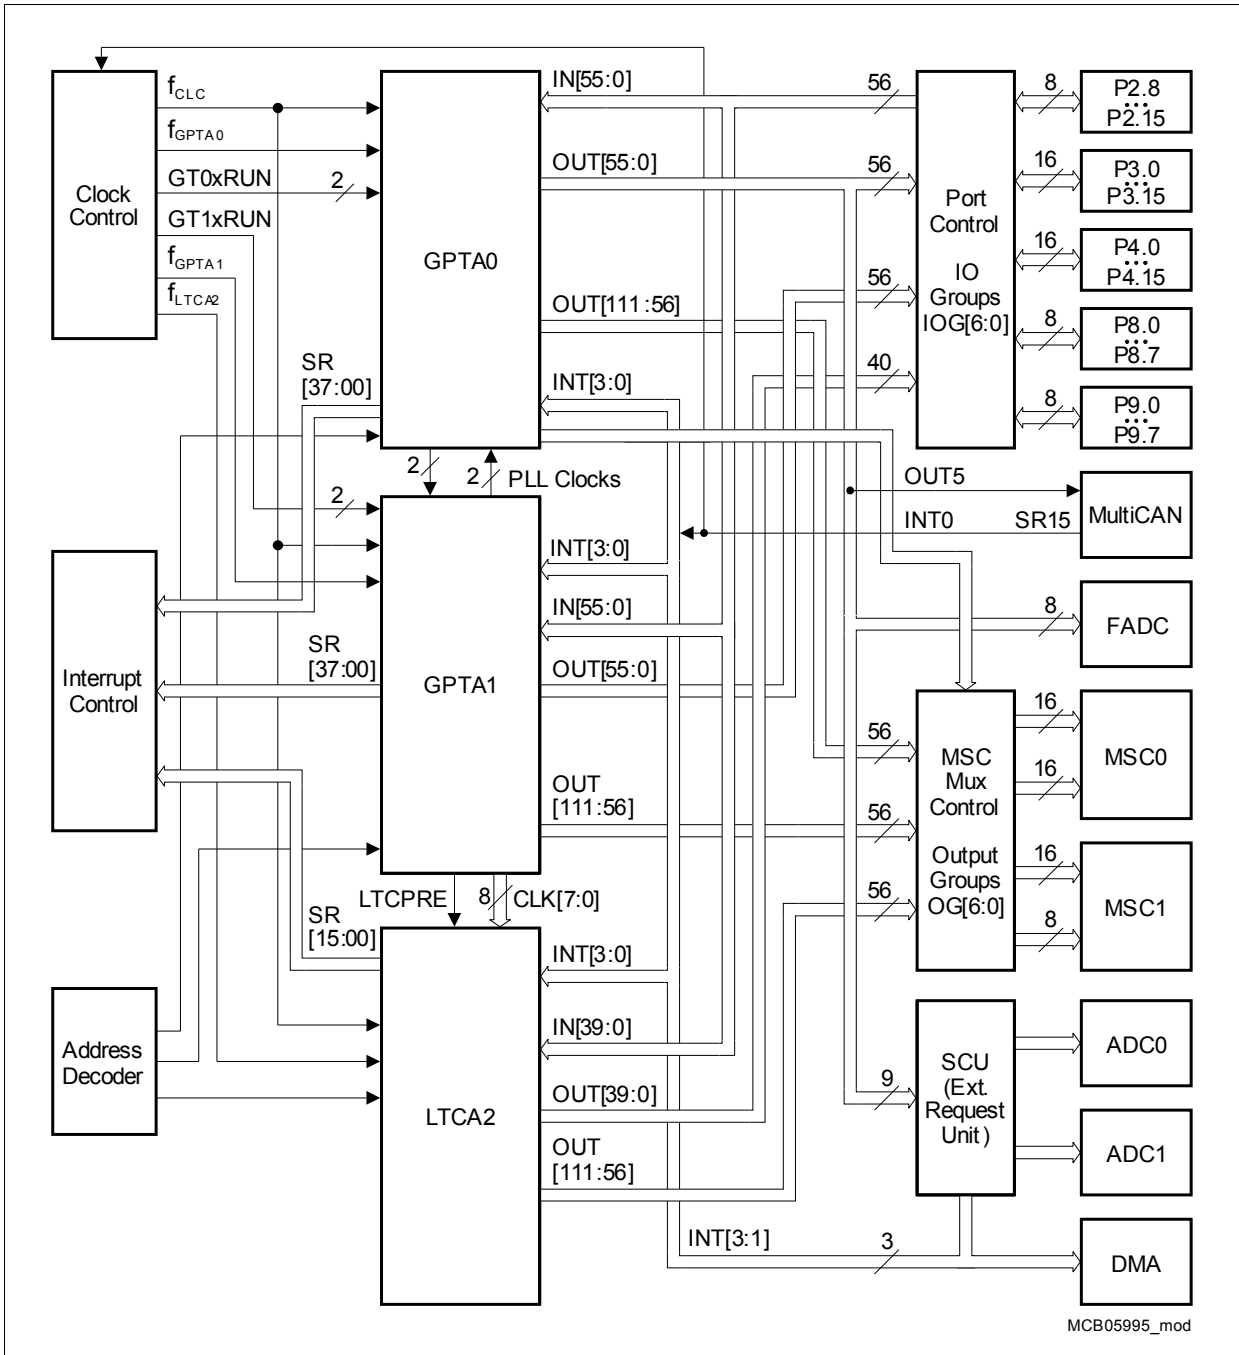 f CLC
f GPTA0
GT0xRUN
2
GT1xRUN
f GPTA1
f LTCA2
Clock
Control
GPTA0
IN[55:0]
56
OUT[55:0]
56
56
OUT[111:56]
40
INT[3:0]
SR
[37:00]
Port
Control
IO
Groups
IOG[6:0]
8
P2.8
...
P2.15
16
P3.0
...
P3.15
16
P4.0
...
P4.15
8
P8.0
...
P8.7
8
P9.0
...
P9.7
2
2
PLL Clocks
2
OUT5
INT0
SR15
MultiCAN
INT[3:0]
IN[55:0]
OUT[55:0]
8
FADC
Interrupt
Control
SR
[37:00]
GPTA1
OUT
[111:56]
56
56
56
MSC
Mux
Control
Output
Groups
OG[6:0]
16
16
MSC0
16
8
MSC1
LTCPRE
8
CLK[7:0]
SR
[15:00]
INT[3:0]
IN[39:0]
OUT[39:0]
OUT
[111:56]
Address
Decoder
LTCA2
9
SCU
(Ext.
Request
Unit)
ADC0
ADC1
INT[3:1]
3
DMA
MCB05995_mod